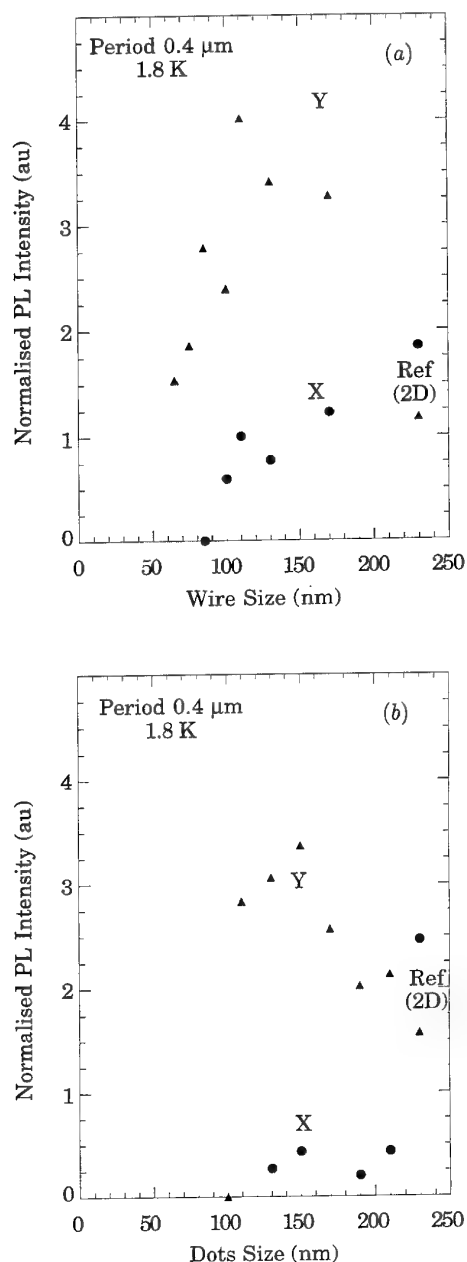 Period 0.4 μm
1.8 K
(a)
Y
X
Ref
(2D)
Normalised PL Intensity (au)
4
3
2
1
0
0 50 100 150 200 250
Wire Size (nm)
Period 0.4 μm
1.8 K
(b)
Y
X
Ref
(2D)
Normalised PL Intensity (au)
4
3
2
1
0
0 50 100 150 200 250
Dots Size (nm)